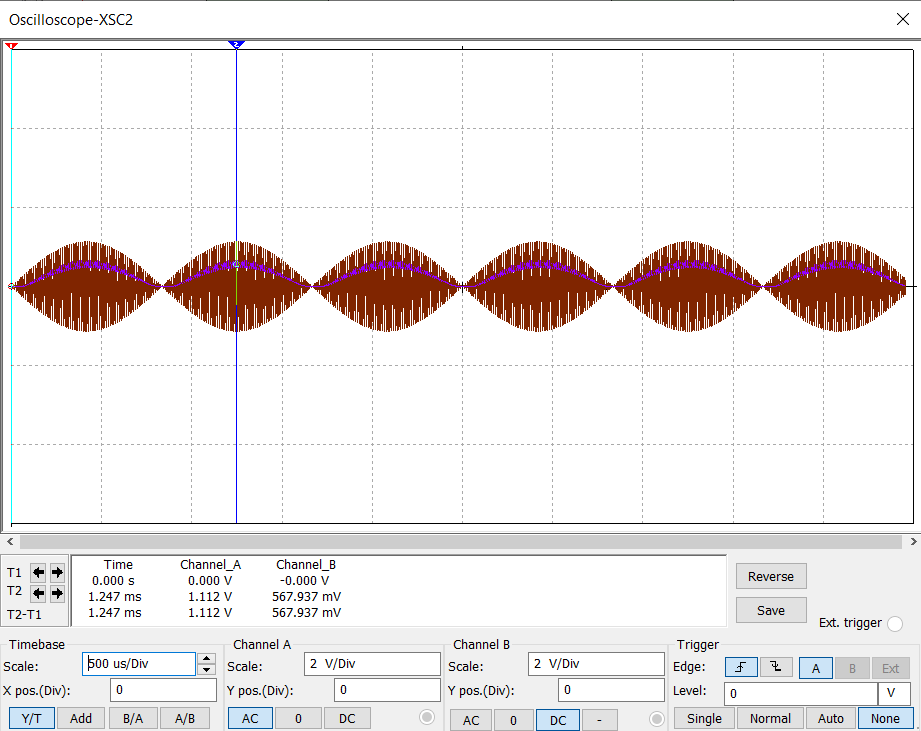 Oscilloscope-XSC2
1 2
Time Channel_A Channel_B
T1 0.000 s 0.000 V -0.000 V
T2 1.247 ms 1.112 V 567.937 mV
T2-T1 1.247 ms 1.112 V 567.937 mV
Reverse
Save
Ext. trigger
Timebase Channel A Channel B Trigger
Scale: 500 us/Div Scale: 2 V/Div Scale: 2 V/Div Edge: A B Ext
X pos.(Div): 0 Y pos.(Div): 0 Y pos.(Div): 0 Level: 0 V
Y/T Add B/A A/B AC 0 DC AC 0 DC - Single Normal Auto None